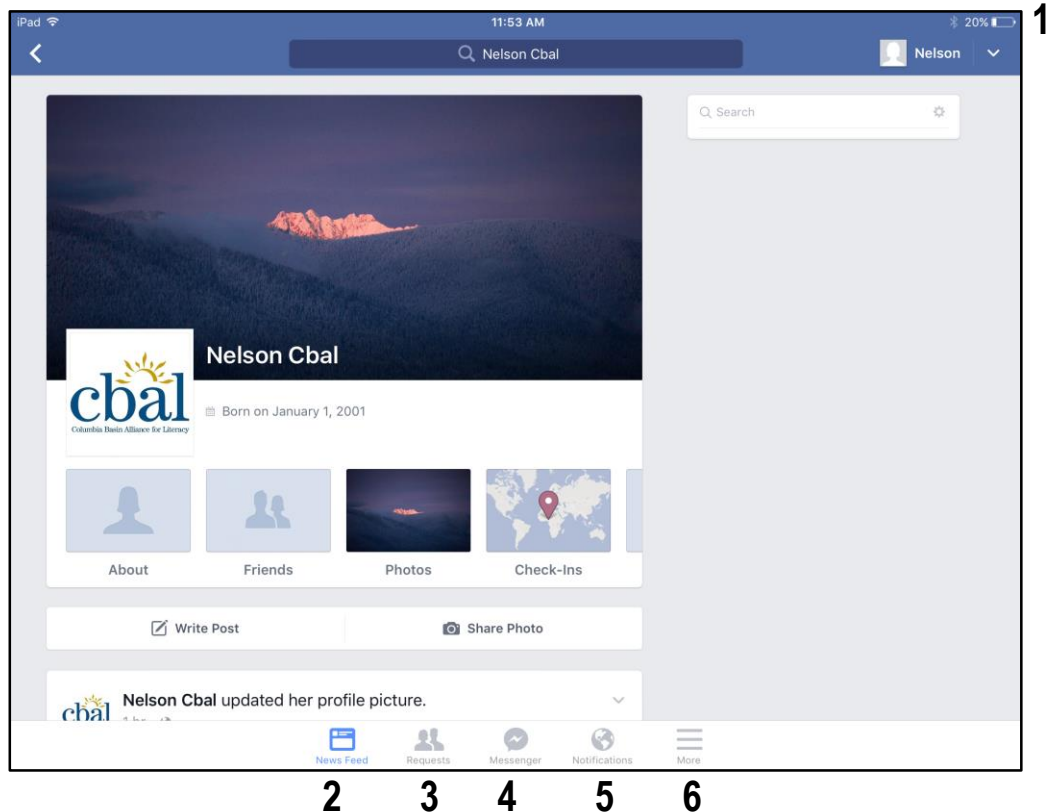 iPad 11:53 AM 20% 1
Nelson Cbal Nelson
Search
Nelson Cbal
cbal
Columbia Basin Alliance for Literacy
Born on January 1, 2001
About Friends Photos Check-Ins
Write Post Share Photo
Nelson Cbal updated her profile picture.
cbal
News Feed Requests Messenger Notifications More
2 3 4 5 6